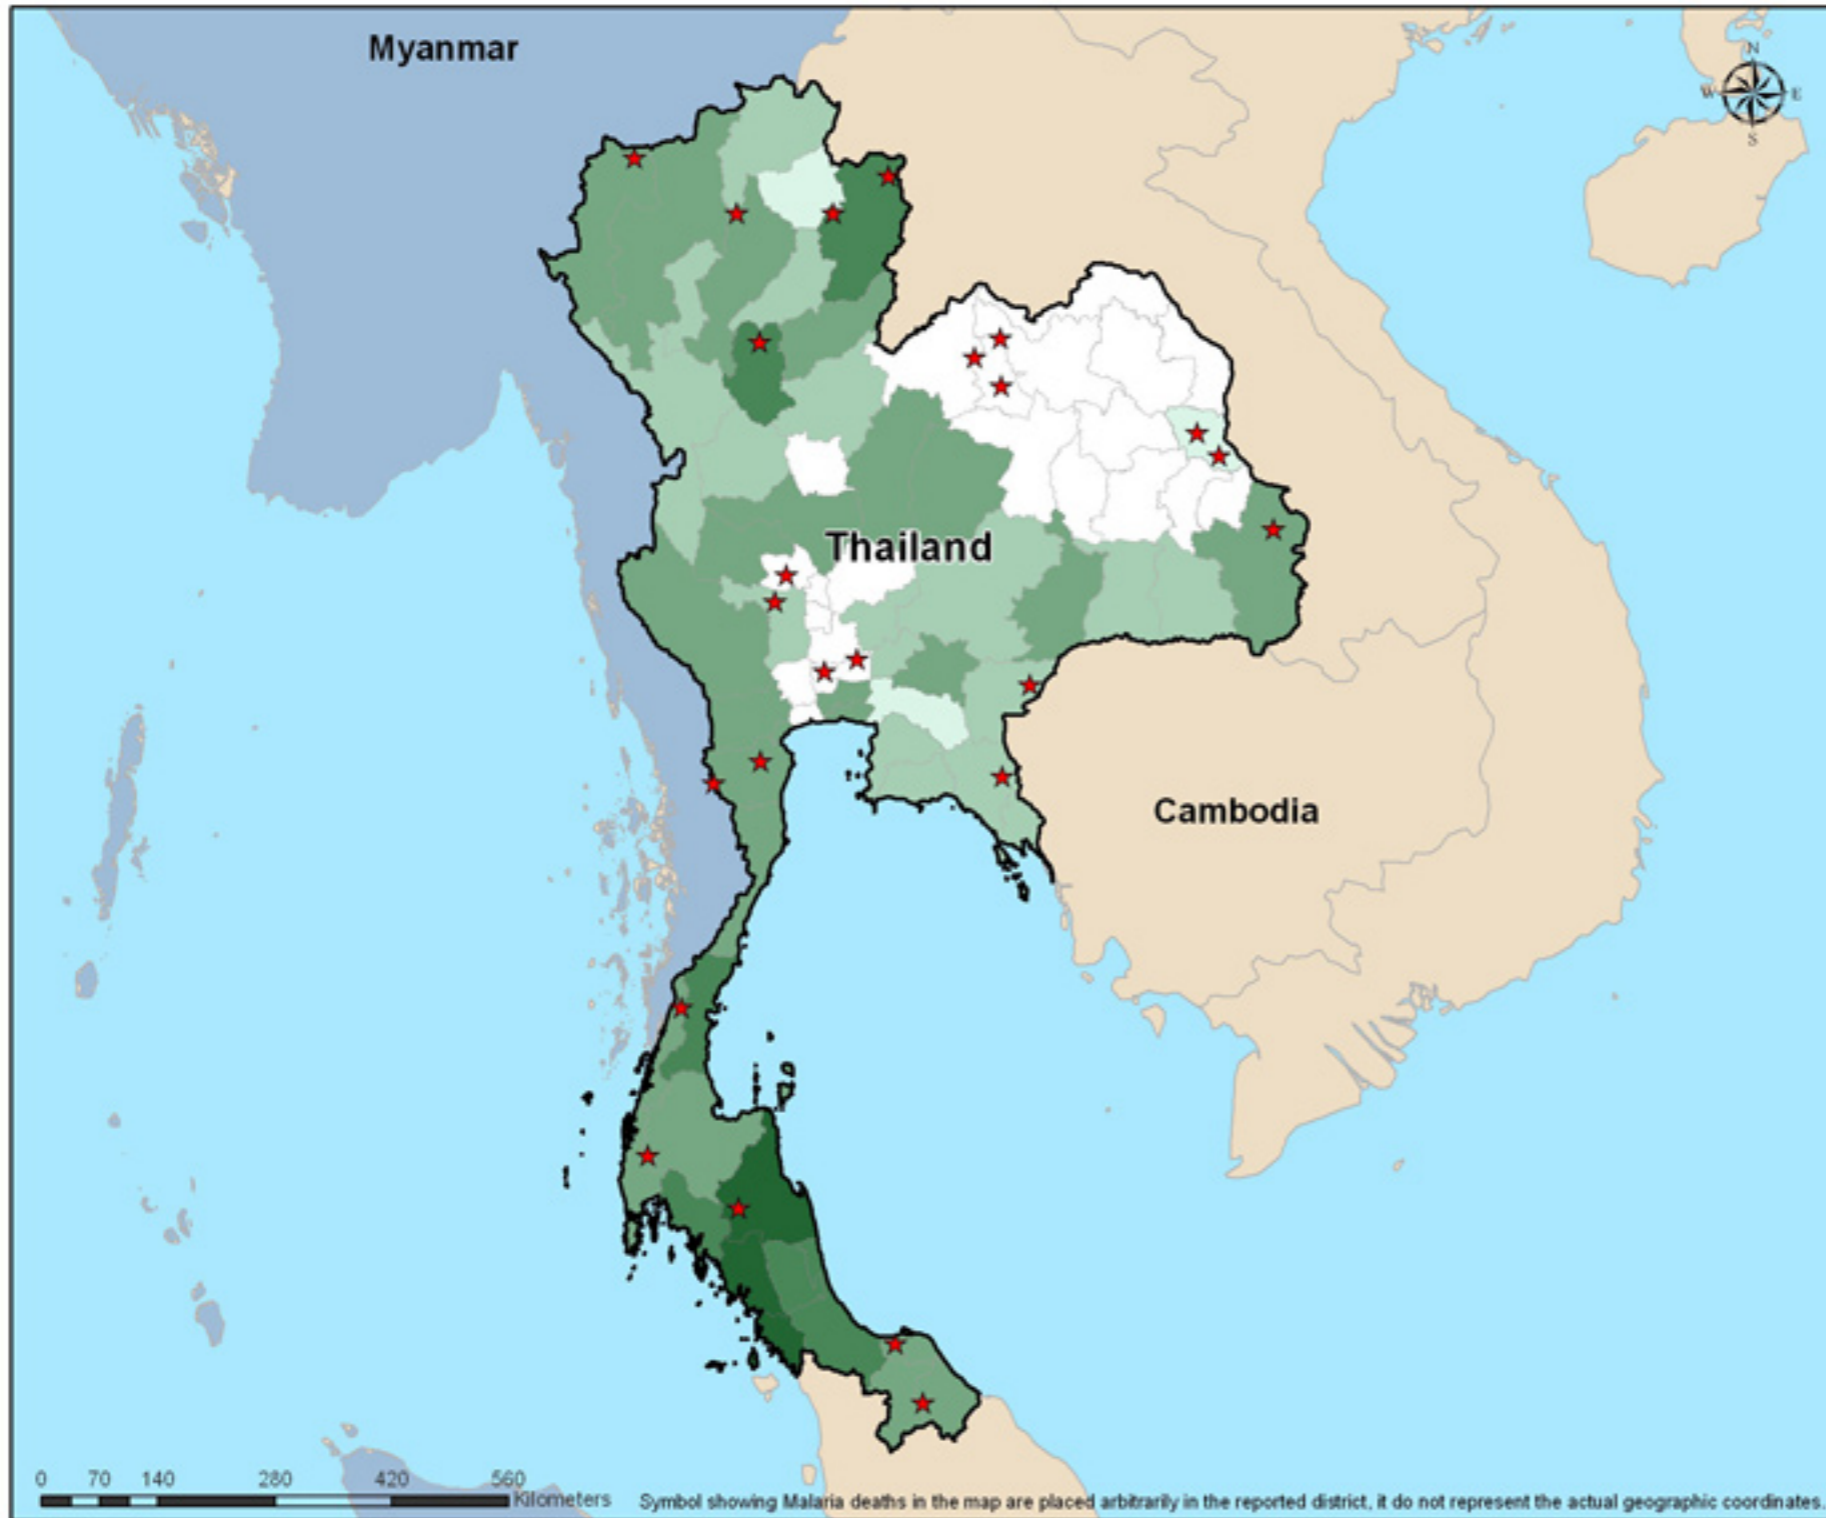 Myanmar
N
W E
S
Thailand
Cambodia
0 70 140 280 420 560
Kilometers
Symbol showing Malaria deaths in the map are placed arbitrarily in the reported district, it do not represent the actual geographic coordinates.